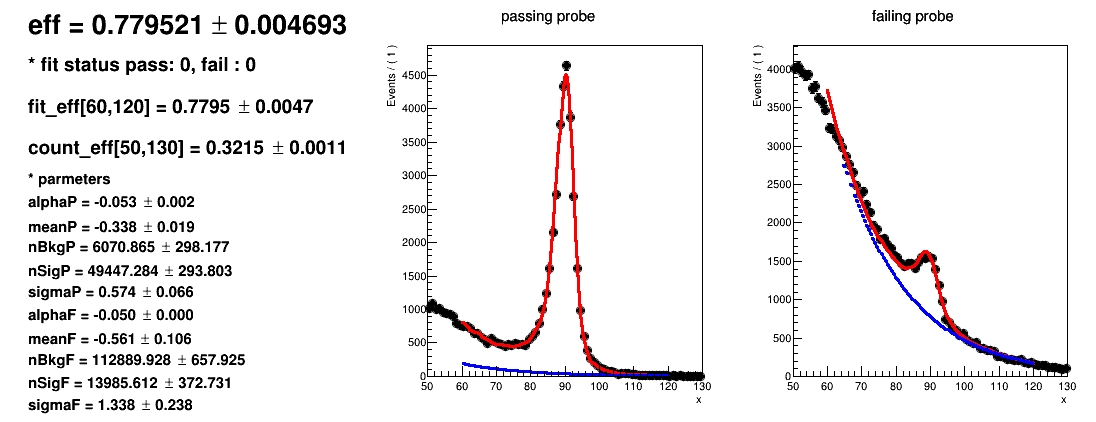 eff = 0.779521 ± 0.004693
* fit status pass: 0, fail : 0
fit_eff[60,120] = 0.7795 ± 0.0047
count_eff[50,130] = 0.3215 ± 0.0011
* parmeters
alphaP = -0.053 ± 0.002
meanP = -0.338 ± 0.019
nBkgP = 6070.865 ± 298.177
nSigP = 49447.284 ± 293.803
sigmaP = 0.574 ± 0.066
alphaF = -0.050 ± 0.000
meanF = -0.561 ± 0.106
nBkgF = 112889.928 ± 657.925
nSigF = 13985.612 ± 372.731
sigmaF = 1.338 ± 0.238
passing probe
Events / ( 1 )
4500
4000
3500
3000
2500
2000
1500
1000
500
0
50 60 70 80 90 100 110 120 130
x
failing probe
Events / ( 1 )
4000
3500
3000
2500
2000
1500
1000
500
0
50 60 70 80 90 100 110 120 130
x